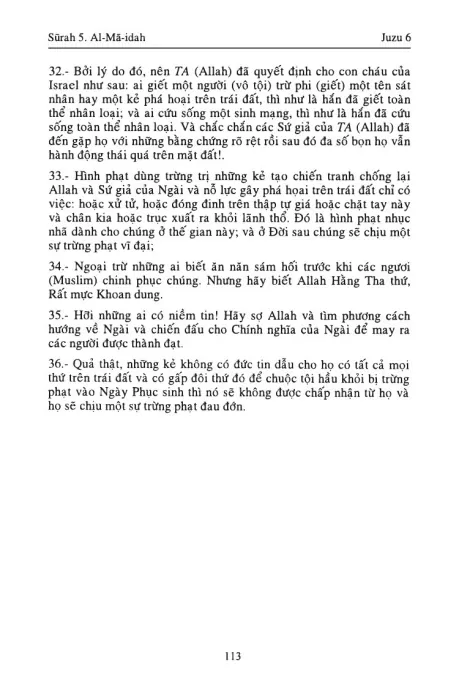 Sūrah 5. Al-Mā-idah
Juzu 6
32.- Bởi lý do đó, nên TA (Allah) đã quyết định cho con cháu của
Israel như sau: ai giết một người (vô tội) trừ phi (giết) một tên sát
nhân hay một kẻ phá hoại trên trái đất, thì như là hắn đã giết toàn
thể nhân loại; và ai cứu sống một sinh mạng, thì như là hắn đã cứu
sống toàn thể nhân loại. Và chắc chắn các Sứ giả của TA (Allah) đã
đến gặp họ với những bằng chứng rõ rệt rồi sau đó đa số bọn họ vẫn
hành động thái quá trên mặt đất!.
33.- Hình phạt dùng trừng trị những kẻ tạo chiến tranh chống lại
Allah và Sứ giả của Ngài và nỗ lực gây phá họai trên trái đất chỉ có
việc: hoặc xử tử, hoặc đóng đinh trên thập tự giá hoặc chặt tay này
và chân kia hoặc trục xuất ra khỏi lãnh thổ. Đó là hình phạt nhục
nhã dành cho chúng ở thế gian này; và ở Đời sau chúng sẽ chịu một
sự trừng phạt vĩ đại;
34.- Ngoại trừ những ai biết ăn năn sám hối trước khi các ngươi
(Muslim) chinh phục chúng. Nhưng hãy biết Allah Hằng Tha thứ,
Rất mực Khoan dung.
35.- Hỡi những ai có niềm tin! Hãy sợ Allah và tìm phương cách
hướng về Ngài và chiến đấu cho Chính nghĩa của Ngài để may ra
các người được thành đạt.
36.- Quả thật, những kẻ không có đức tin dẫu cho họ có tất cả mọi
thứ trên trái đất và có gấp đôi thứ đó để chuộc tội hầu khỏi bị trừng
phạt vào Ngày Phục sinh thì nó sẽ không được chấp nhận từ họ và
họ sẽ chịu một sự trừng phạt đau đớn.
113